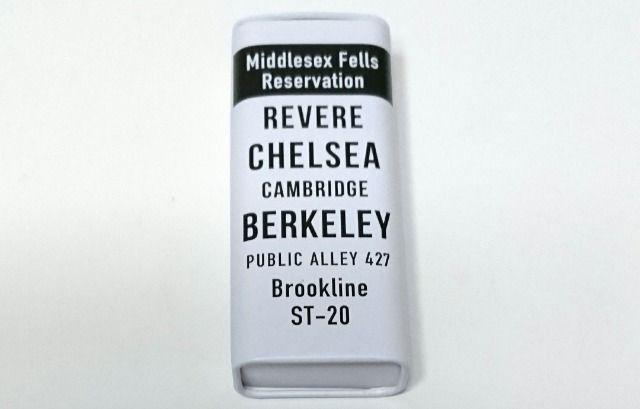 Middlesex Fells
Reservation
REVERE
CHELSEA
CAMBRIDGE
BERKELEY
PUBLIC ALLEY 427
Brookline
ST-20